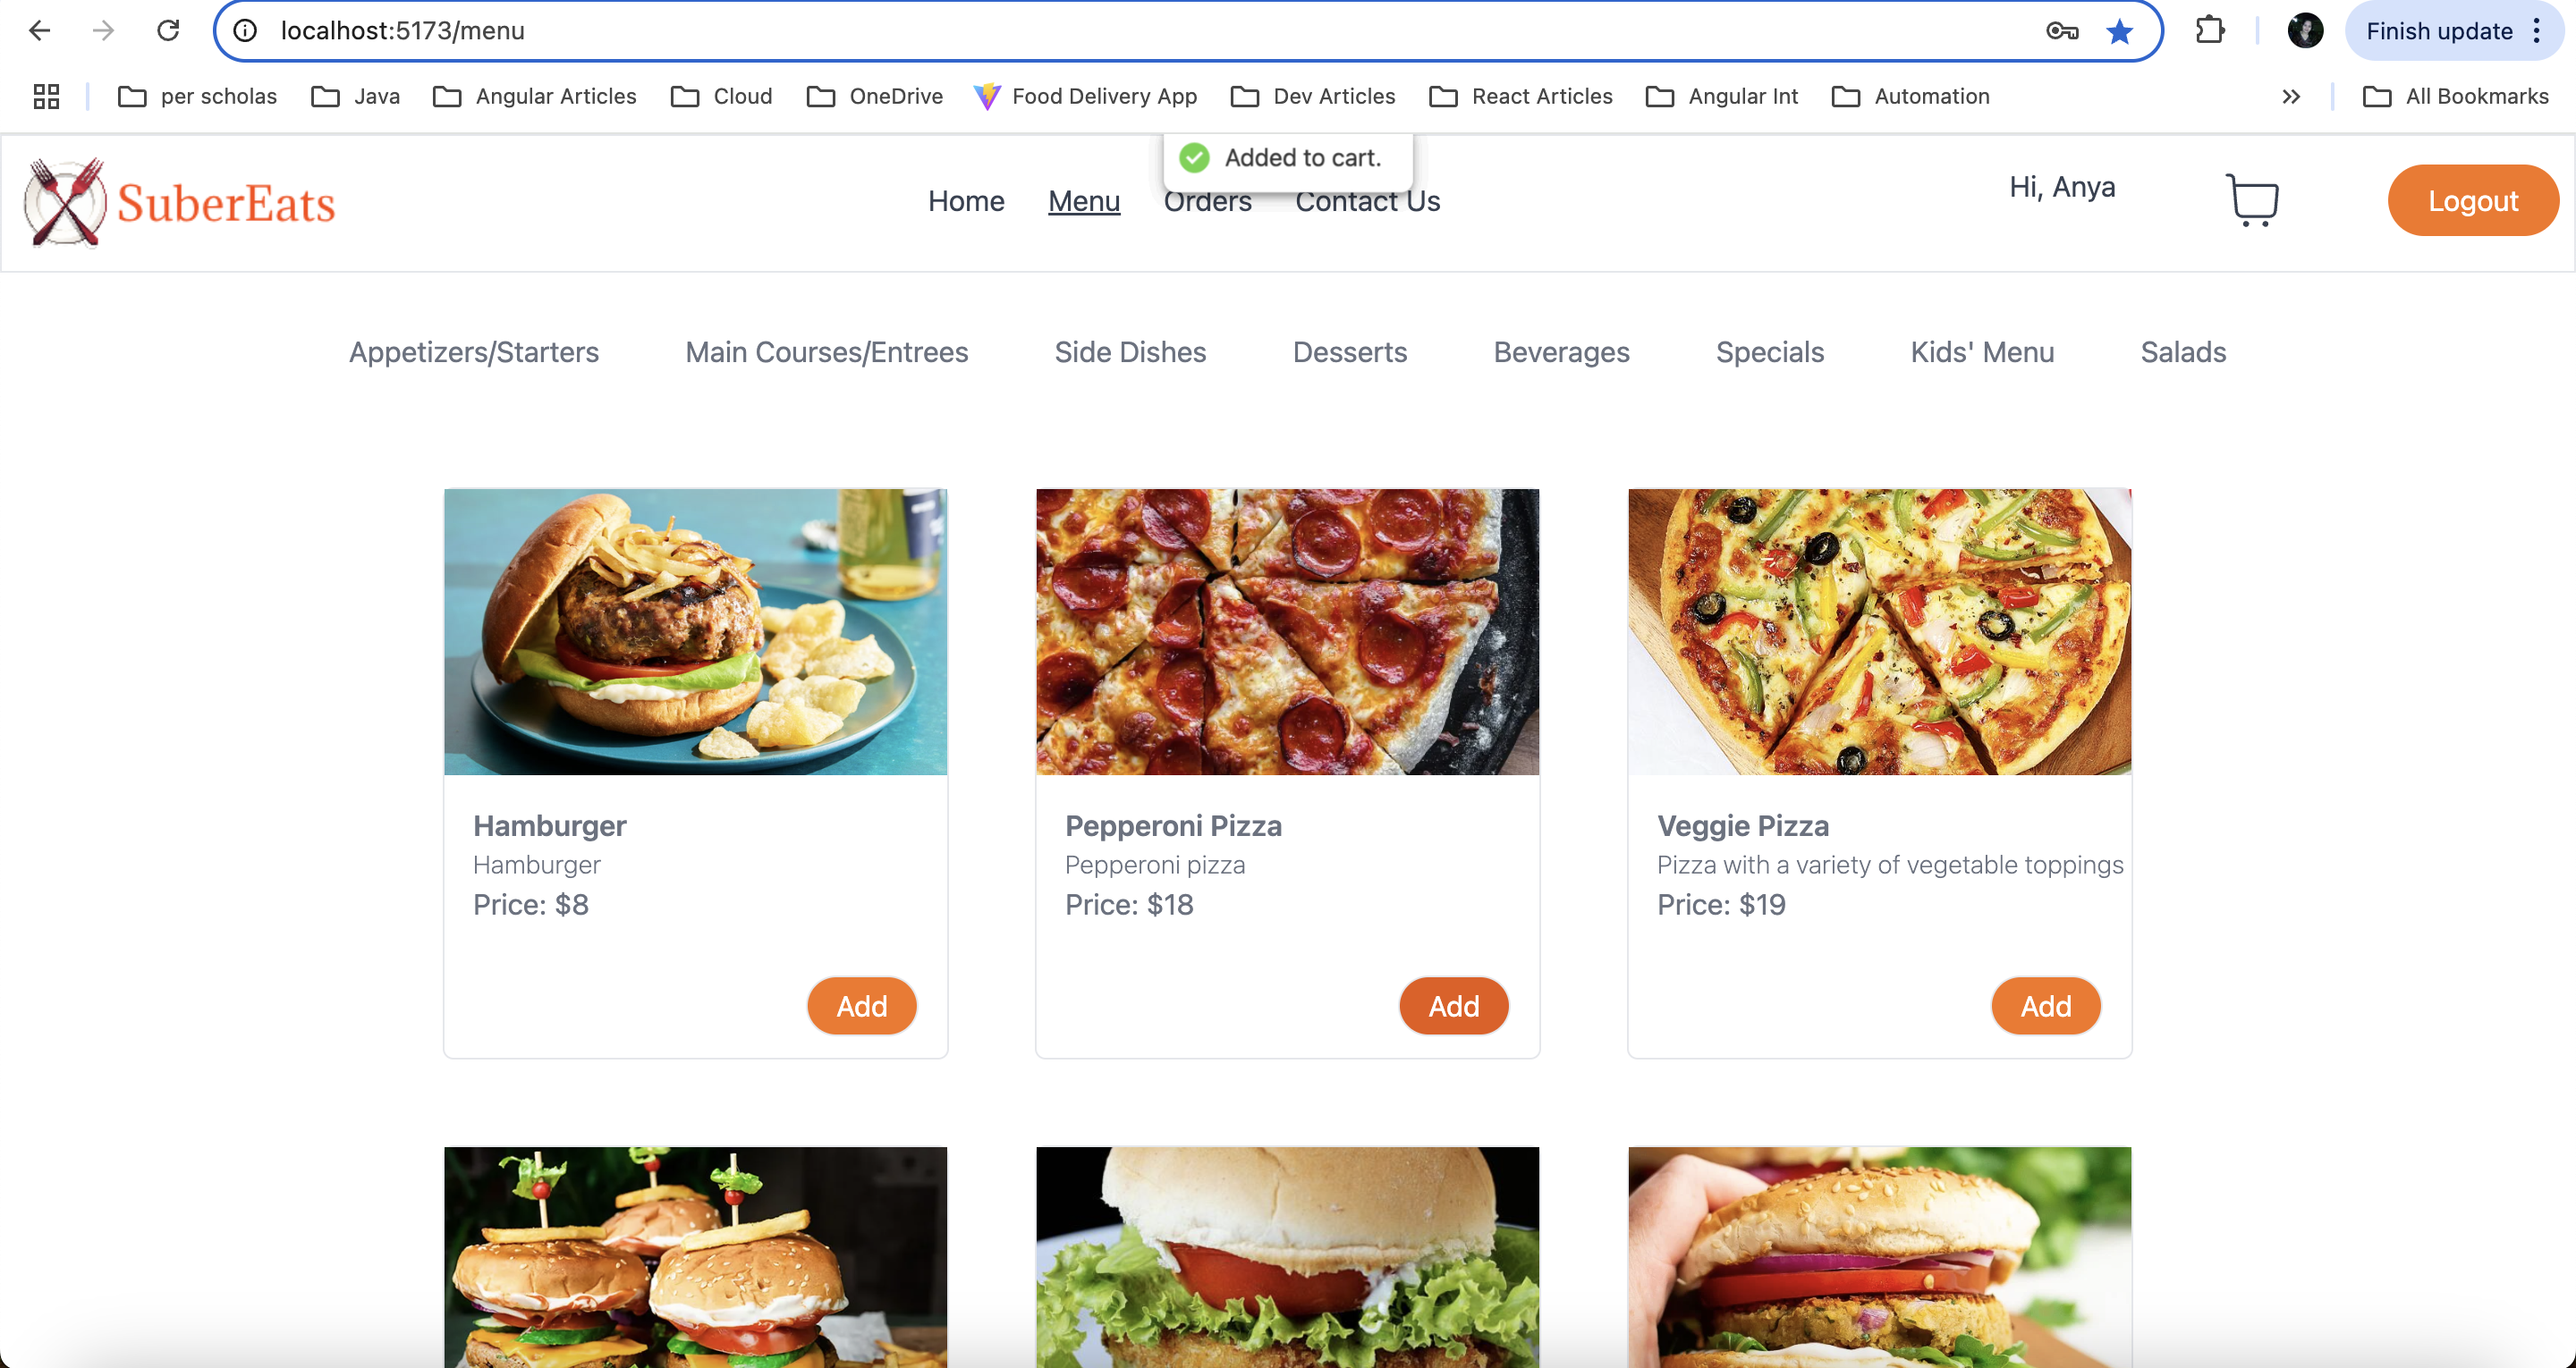 localhost:5173/menu
Finish update
per scholas
Java
Angular Articles
Cloud
OneDrive
Food Delivery App
Dev Articles
React Articles
Angular Int
Automation
All Bookmarks
Added to cart.
SuberEats
Home
Menu
Orders
Contact Us
Hi, Anya
Logout
Appetizers/Starters
Main Courses/Entrees
Side Dishes
Desserts
Beverages
Specials
Kids' Menu
Salads
Hamburger
Hamburger
Price: $8
Add
Pepperoni Pizza
Pepperoni pizza
Price: $18
Add
Veggie Pizza
Pizza with a variety of vegetable toppings
Price: $19
Add